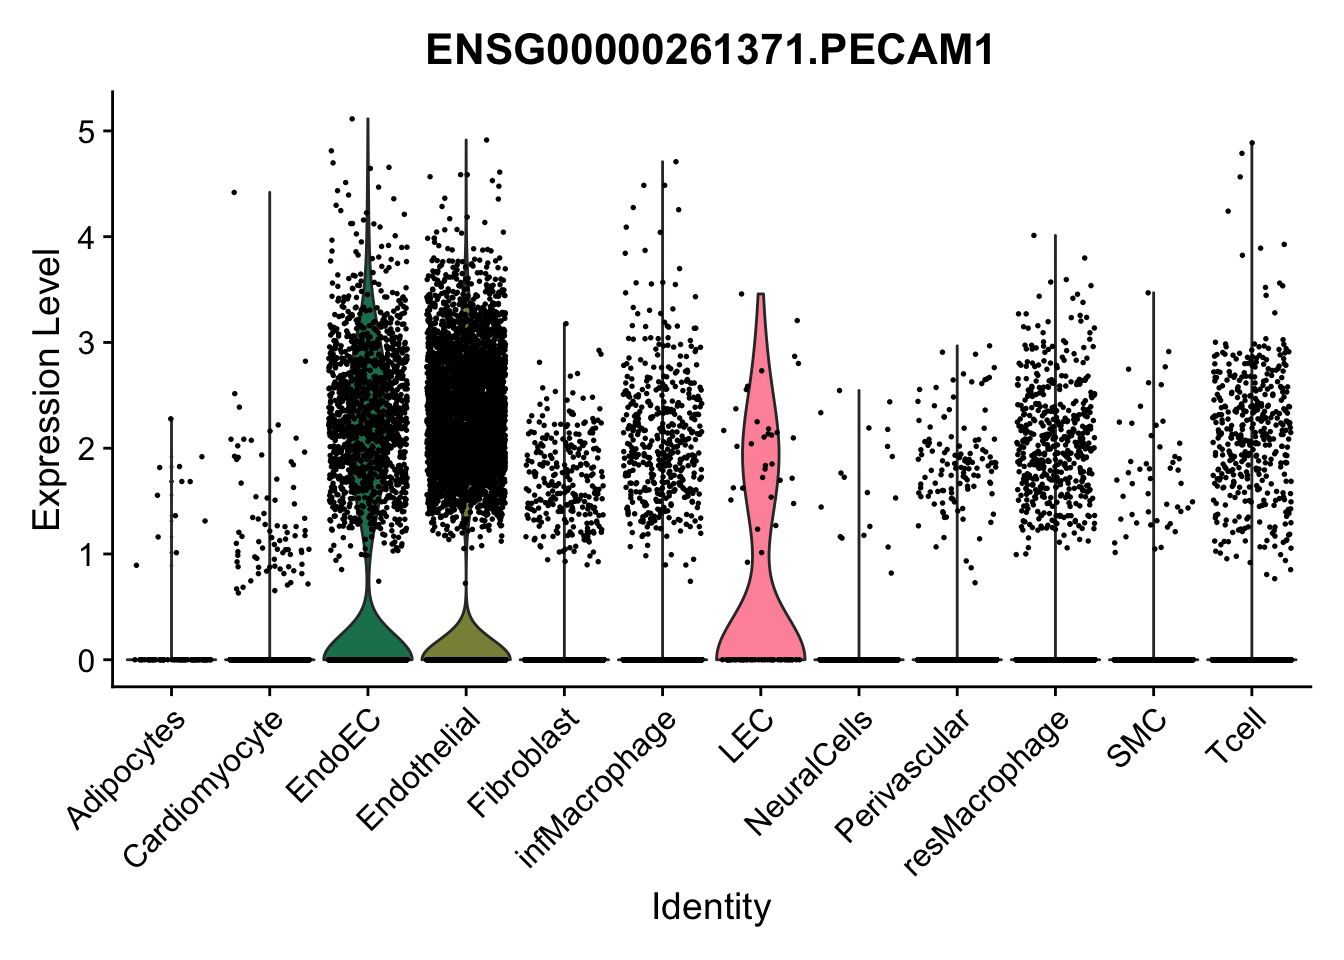 ENSG00000261371.PECAM1
Expression Level
5
4
3
2
1
0
Adipocytes
Cardiomyocyte
EndoEC
Endothelial
Fibroblast
infMacrophage
LEC
NeuralCells
Perivascular
resMacrophage
SMC
Tcell
Identity